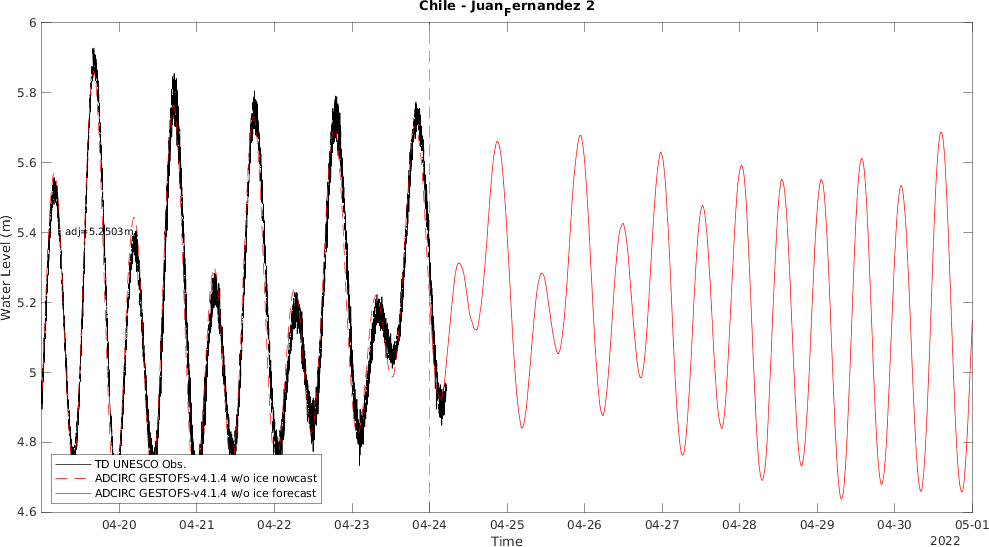 Chile - JuanFernandez 2
Water Level (m)
6
5.8
5.6
5.4
5.2
5
4.8
4.6
adj=5.2503m
TD UNESCO Obs.
ADCIRC GESTOFS-v4.1.4 w/o ice nowcast
ADCIRC GESTOFS-v4.1.4 w/o ice forecast
04-20 04-21 04-22 04-23 04-24 04-25 04-26 04-27 04-28 04-29 04-30 05-01
Time
2022